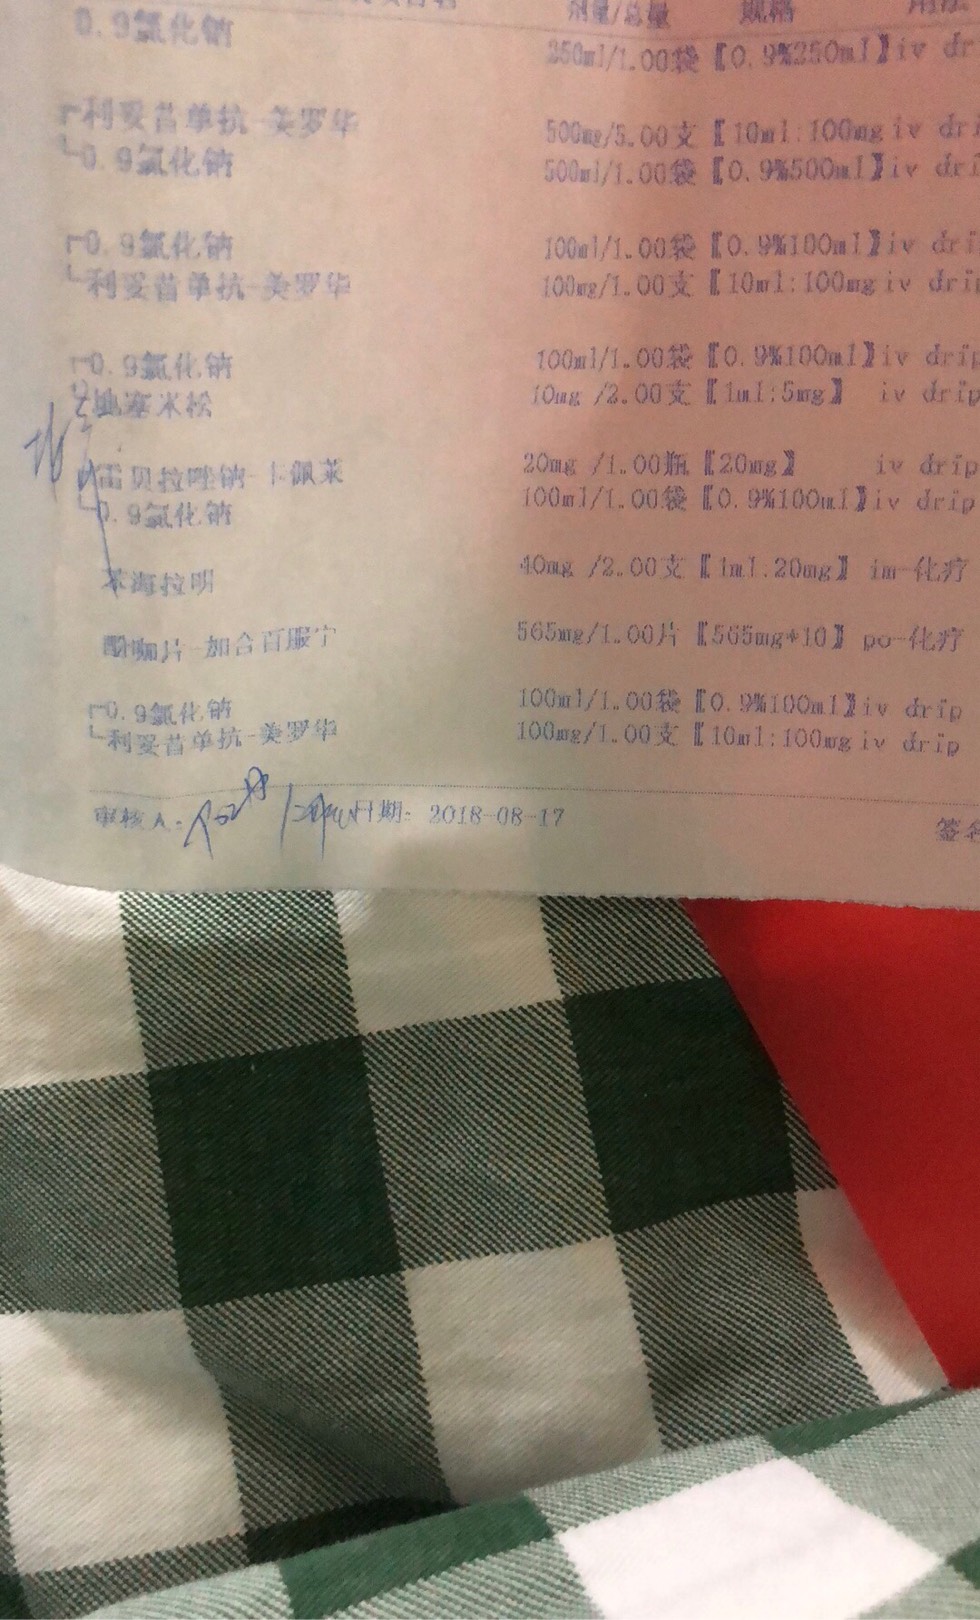 剂量/总量 规格 用法
0.9氯化钠
250ml/1.00袋〖0.9%250ml〗iv dr
┌利妥昔单抗-美罗华 500mg/5.00支〖10ml:100mg iv dri
└0.9氯化钠 500ml/1.00袋〖0.9%500ml〗iv dri
┌0.9氯化钠 100ml/1.00袋〖0.9%100ml〗iv dri
└利妥昔单抗-美罗华 100mg/1.00支〖10ml:100mg iv dri
┌0.9氯化钠 100ml/1.00袋〖0.9%100ml〗iv drip
地塞米松 10mg /2.00支〖1ml:5mg〗 iv drip
雷贝拉唑钠-卡佩莱 20mg /1.00瓶〖20mg〗 iv drip
└0.9氯化钠 100ml/1.00袋〖0.9%100ml〗iv drip
苯海拉明 40mg /2.00支〖1ml.20mg〗 im-化疗
酚咖片-加合百服宁 565mg/1.00片〖565mg*10〗 po-化疗
┌0.9氯化钠 100ml/1.00袋〖0.9%100ml〗iv drip
└利妥昔单抗-美罗华 100mg/1.00支〖10ml:100mg iv drip
审核人: 日期: 2018-08-17 签名